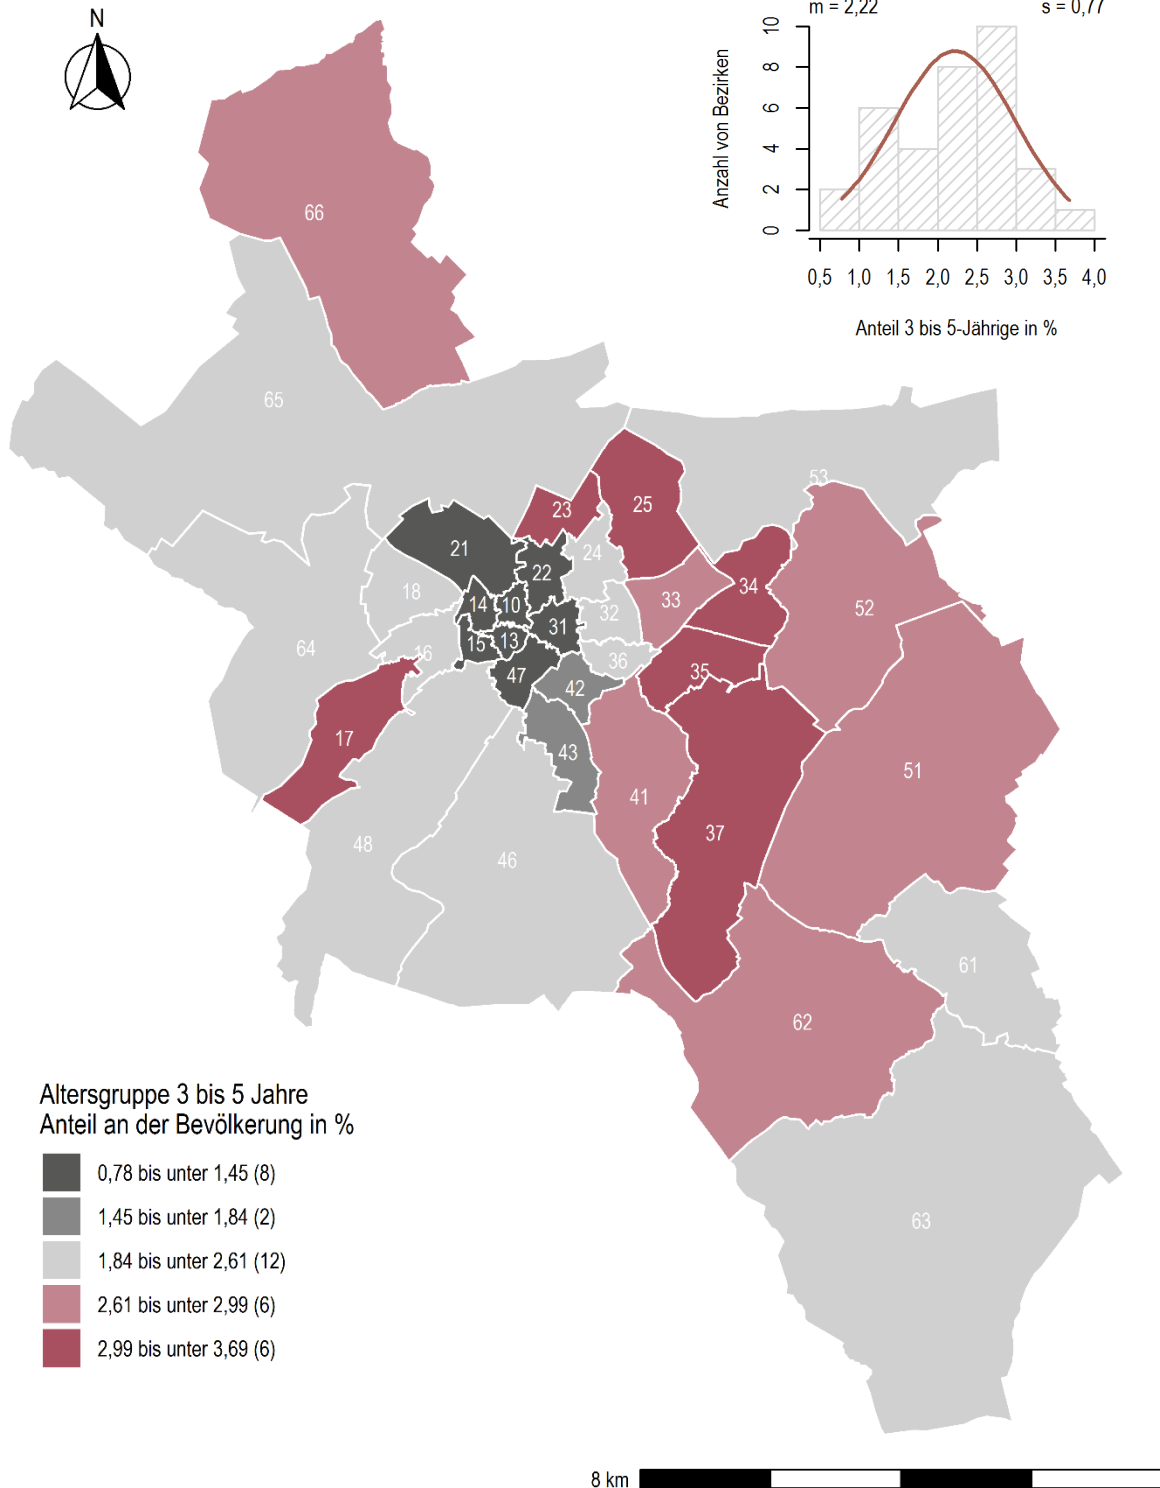 N
m = 2,22
s = 0,77
Anzahl von Bezirken
10
8
6
4
2
0
0,5 1,0 1,5 2,0 2,5 3,0 3,5 4,0
Anteil 3 bis 5-Jährige in %
66
65
53
25
23
24
21
22
34
18
14
10
33
52
32
31
13
15
16
64
36
47
42
35
17
43
51
41
37
48
46
61
62
63
Altersgruppe 3 bis 5 Jahre
Anteil an der Bevölkerung in %
0,78 bis unter 1,45 (8)
1,45 bis unter 1,84 (2)
1,84 bis unter 2,61 (12)
2,61 bis unter 2,99 (6)
2,99 bis unter 3,69 (6)
8 km